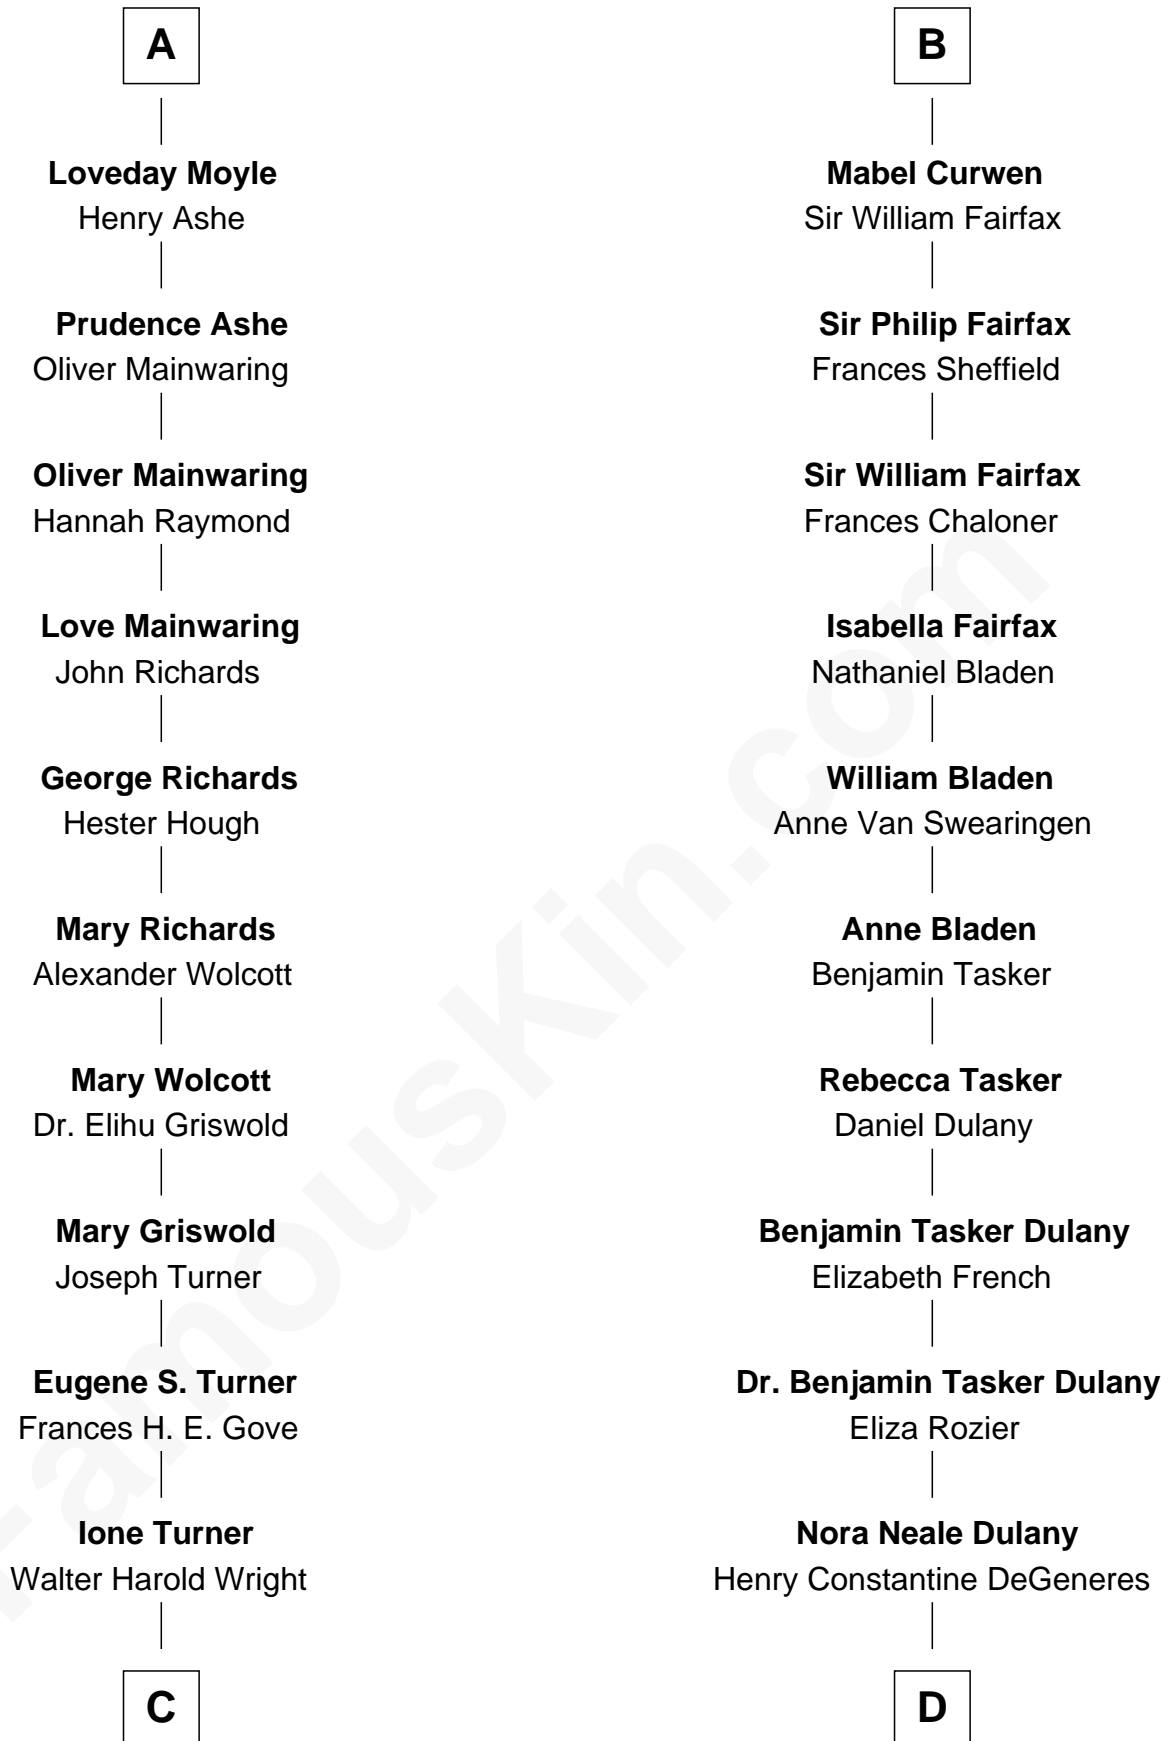 A
Loveday Moyle
Henry Ashe
Prudence Ashe
Oliver Mainwaring
Oliver Mainwaring
Hannah Raymond
Love Mainwaring
John Richards
George Richards
Hester Hough
Mary Richards
Alexander Wolcott
Mary Wolcott
Dr. Elihu Griswold
Mary Griswold
Joseph Turner
Eugene S. Turner
Frances H. E. Gove
Ione Turner
Walter Harold Wright
C
B
Mabel Curwen
Sir William Fairfax
Sir Philip Fairfax
Frances Sheffield
Sir William Fairfax
Frances Chaloner
Isabella Fairfax
Nathaniel Bladen
William Bladen
Anne Van Swearingen
Anne Bladen
Benjamin Tasker
Rebecca Tasker
Daniel Dulany
Benjamin Tasker Dulany
Elizabeth French
Dr. Benjamin Tasker Dulany
Eliza Rozier
Nora Neale Dulany
Henry Constantine DeGeneres
D
FamousKin.com